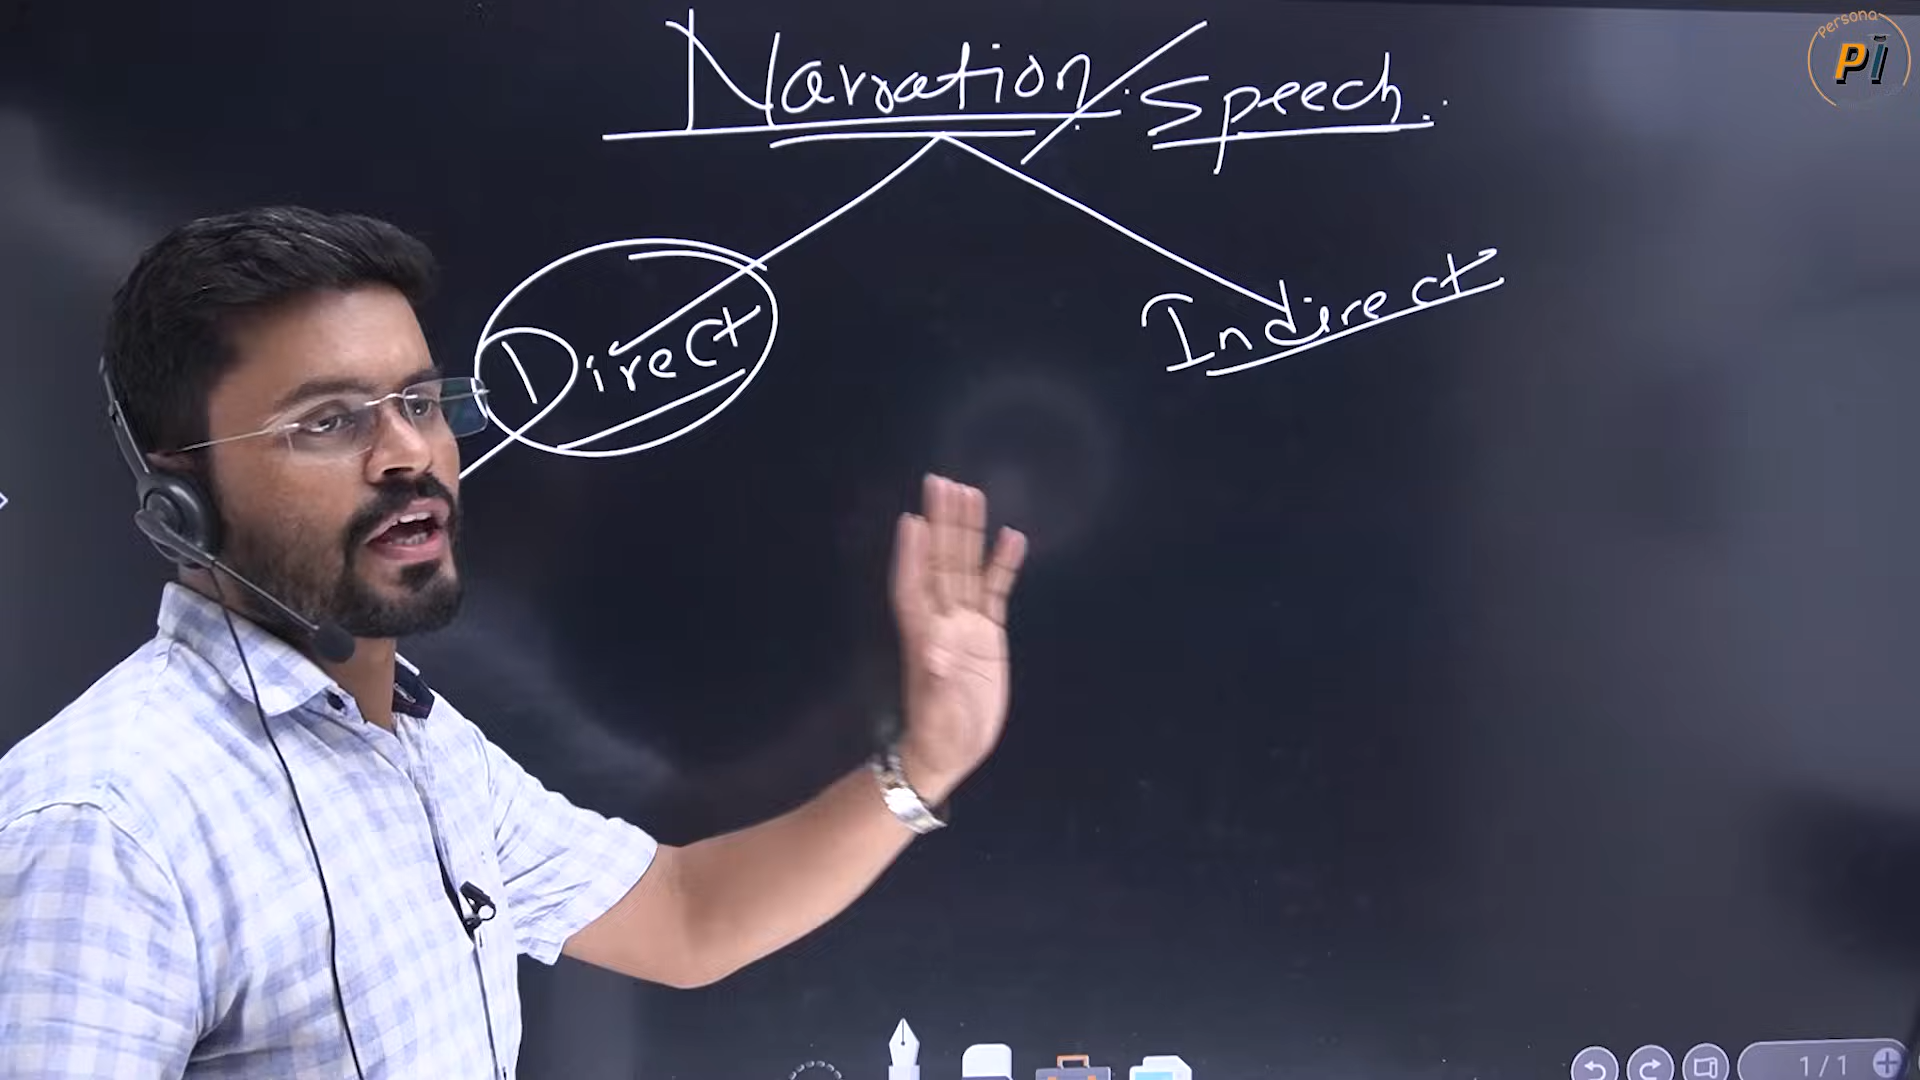 Persona
PI
Narration / Speech.
Direct
Indirect
1/1